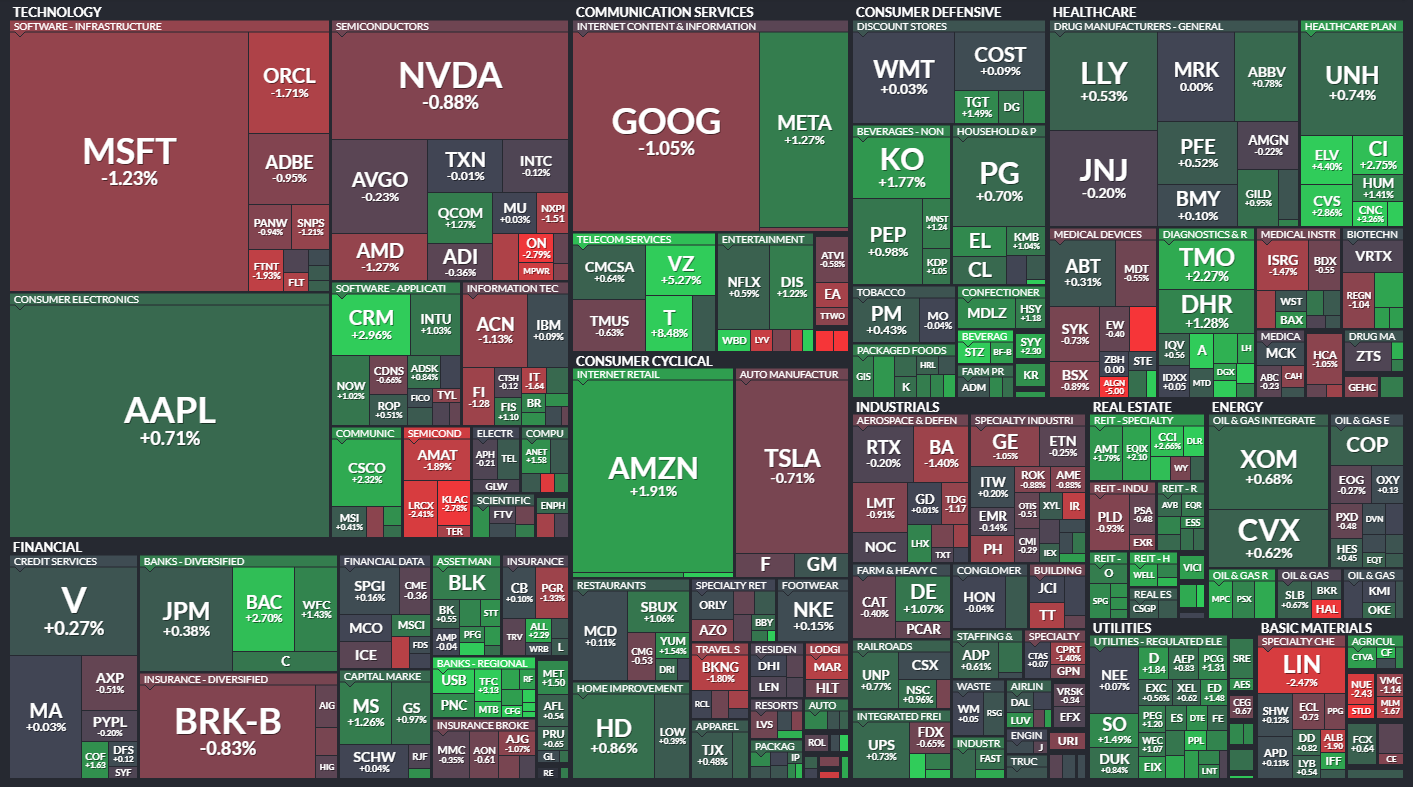 TECHNOLOGY
SOFTWARE - INFRASTRUCTURE
MSFT
-1.23%
ORCL
-1.71%
ADBE
-0.95%
PANW
-0.94%
SNPS
-1.21%
FTNT
-1.93%
FLT
SEMICONDUCTORS
NVDA
-0.88%
AVGO
-0.23%
TXN
-0.01%
INTC
-0.12%
QCOM
+1.27%
MU
+0.03%
NXPI
-1.51
AMD
-1.27%
ADI
-0.36%
ON
-2.79%
MPWR
CONSUMER ELECTRONICS
AAPL
+0.71%
SOFTWARE - APPLICATI
CRM
+2.96%
INTU
+1.03%
NOW
+1.02%
CDNS
-0.66%
ADSK
+0.84%
ROP
+0.51%
FICO
TYL
INFORMATION TEC
ACN
-1.13%
IBM
+0.09%
FI
-1.28
CTSH
-0.12
IT
-1.64
FIS
+1.10
BR
COMMUNIC
CSCO
+2.32%
MSI
+0.41%
SEMICOND
AMAT
-1.89%
LRCX
-2.41%
KLAC
-2.78%
TER
ELECTR
APH
-0.21
TEL
GLW
COMPU
ANET
+1.58
SCIENTIFIC
FTV
ENPH
COMMUNICATION SERVICES
INTERNET CONTENT & INFORMATION
GOOG
-1.05%
META
+1.27%
TELECOM SERVICES
CMCSA
+0.64%
VZ
+5.27%
TMUS
-0.63%
T
+8.48%
ENTERTAINMENT
NFLX
+0.59%
DIS
+1.22%
WBD
LYV
ATVI
-0.58%
EA
TTWO
CONSUMER CYCLICAL
INTERNET RETAIL
AMZN
+1.91%
AUTO MANUFACTUR
TSLA
-0.71%
F
GM
RESTAURANTS
MCD
+0.11%
SBUX
+1.06%
CMG
-0.53
YUM
+1.54%
DRI
SPECIALTY RET
ORLY
AZO
BBY
FOOTWEAR
NKE
+0.15%
HOME IMPROVEMENT
HD
+0.86%
LOW
+0.39%
TRAVEL S
BKNG
-1.80%
RCL
RESIDEN
DHI
LEN
LODGI
MAR
HLT
APPAREL
TJX
+0.48%
RESORTS
LVS
AUTO
ROL
PACKAG
IP
CONSUMER DEFENSIVE
DISCOUNT STORES
WMT
+0.03%
COST
+0.09%
TGT
+1.49%
DG
BEVERAGES - NON
KO
+1.77%
PEP
+0.98%
MNST
+1.24
KDP
+1.05
HOUSEHOLD & P
PG
+0.70%
EL
KMB
+1.04%
CL
TOBACCO
PM
+0.43%
MO
-0.04%
CONFECTIONER
MDLZ
HSY
+1.18
BEVERAG
STZ
BF-B
SYY
+2.30
PACKAGED FOODS
GIS
HRL
K
FARM PR
ADM
KR
HEALTHCARE
DRUG MANUFACTURERS - GENERAL
LLY
+0.53%
MRK
0.00%
ABBV
+0.78%
JNJ
-0.20%
PFE
+0.52%
AMGN
-0.22%
BMY
+0.10%
GILD
+0.95%
HEALTHCARE PLAN
UNH
+0.74%
ELV
+4.40%
CI
+2.75%
CVS
+2.86%
HUM
+1.41%
CNC
+3.26%
MEDICAL DEVICES
ABT
+0.31%
MDT
-0.55%
SYK
-0.73%
EW
-0.40
BSX
-0.89%
ZBH
0.00
STE
ALGN
-5.00
DIAGNOSTICS & R
TMO
+2.27%
DHR
+1.28%
IQV
+0.56
A
LH
IDXX
+0.05
MTD
DGX
MEDICAL INSTR
ISRG
-1.47%
BDX
-0.55
WST
BAX
BIOTECHN
VRTX
REGN
-1.04
MEDICA
MCK
ABC
-0.23
CAH
HCA
-1.05%
DRUG MA
ZTS
GEHC
INDUSTRIALS
AEROSPACE & DEFEN
RTX
-0.20%
BA
-1.40%
LMT
-0.91%
GD
+0.01%
TDG
-1.17
NOC
LHX
TXT
SPECIALTY INDUSTRI
GE
-1.05%
ETN
-0.25%
ITW
+0.20%
ROK
-0.88%
AME
-0.88%
EMR
-0.14%
OTIS
-0.51
XYL
IR
PH
CMI
-0.29
IEX
FARM & HEAVY C
CAT
-0.40%
DE
+1.07%
PCAR
CONGLOMER
HON
-0.04%
BUILDING
JCI
TT
RAILROADS
UNP
+0.77%
CSX
NSC
+0.96%
STAFFING &
ADP
+0.61%
SPECIALTY
CTAS
+0.07
CPRT
-1.40%
GPN
WASTE
WM
+0.05
RSG
AIRLIN
DAL
LUV
VRSK
-0.34
EFX
INTEGRATED FREI
UPS
+0.73%
FDX
-0.65%
INDUSTR
FAST
ENGIN
J
TRUC
URI
REAL ESTATE
REIT - SPECIALTY
AMT
+1.79%
EQIX
+2.10
CCI
+2.66%
DLR
WY
REIT - INDU
PLD
-0.93%
PSA
-0.48
EXR
REIT - R
AVB
EQR
ESS
REIT -
O
SPG
REIT - H
WELL
VICI
REAL ES
CSGP
ENERGY
OIL & GAS INTEGRATE
XOM
+0.68%
CVX
+0.62%
OIL & GAS E
COP
EOG
-0.27%
OXY
+0.13
PXD
-0.48
DVN
HES
+0.45
EQT
OIL & GAS R
MPC
PSX
OIL & GAS
SLB
+0.67%
BKR
HAL
OIL & GAS
KMI
OKE
UTILITIES
UTILITIES - REGULATED ELE
NEE
+0.07%
D
+1.84
AEP
+0.83
PCG
+1.31
EXC
+0.56%
XEL
+0.62
ED
+1.48
SO
+1.49%
PEG
+1.20
ES
DTE
FE
DUK
+0.84%
WEC
+1.07
PPL
EIX
LNT
SRE
AES
CEG
-0.67
BASIC MATERIALS
SPECIALTY CHE
LIN
-2.47%
SHW
+0.12%
ECL
-0.73
PPG
APD
+0.11%
DD
+0.82
ALB
-1.90
LYB
+0.54
IFF
AGRICUL
CTVA
CF
NUE
-2.43
STLD
VMC
-1.14
MLM
-1.67
FCX
+0.64
CE
FINANCIAL
CREDIT SERVICES
V
+0.27%
MA
+0.03%
AXP
-0.51%
PYPL
-0.20%
COF
+1.63
DFS
+0.12
SYF
BANKS - DIVERSIFIED
JPM
+0.38%
BAC
+2.70%
WFC
+1.43%
C
INSURANCE - DIVERSIFIED
BRK-B
-0.83%
AIG
HIG
FINANCIAL DATA
SPGI
+0.16%
CME
-0.36
MCO
MSCI
ICE
FDS
CAPITAL MARKE
MS
+1.26%
GS
+0.97%
SCHW
+0.04%
RJF
ASSET MAN
BLK
BK
+0.55
STT
AMP
-0.04
PFG
BANKS - REGIONAL
USB
TFC
+3.13
RF
PNC
MTB
CFG
INSURANCE BROKE
MMC
-0.35%
AON
-0.61
AJG
-1.07%
INSURANCE
CB
+0.10%
PGR
-1.33%
TRV
ALL
+2.29
WRB
L
MET
+1.50
AFL
+0.54
PRU
+0.65
GL
RE